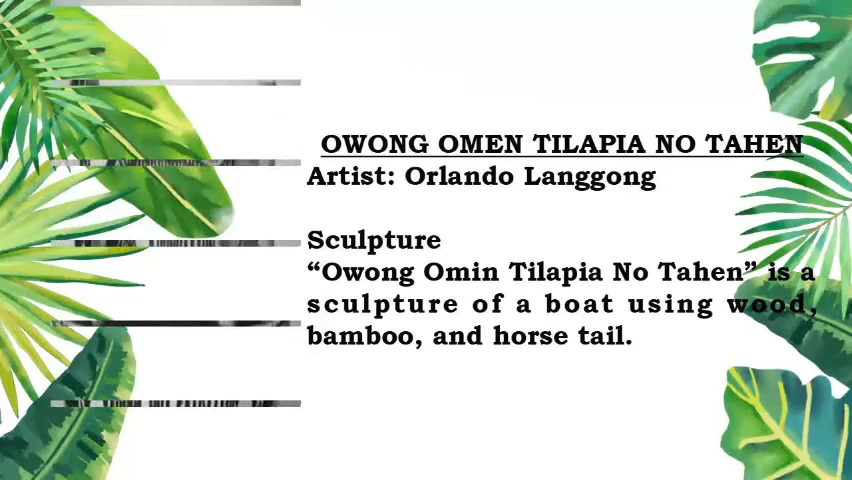 OWONG OMEN TILAPIA NO TAHEN
Artist: Orlando Langgong
Sculpture
“Owong Omin Tilapia No Tahen” is a
sculpture of a boat using wood,
bamboo, and horse tail.